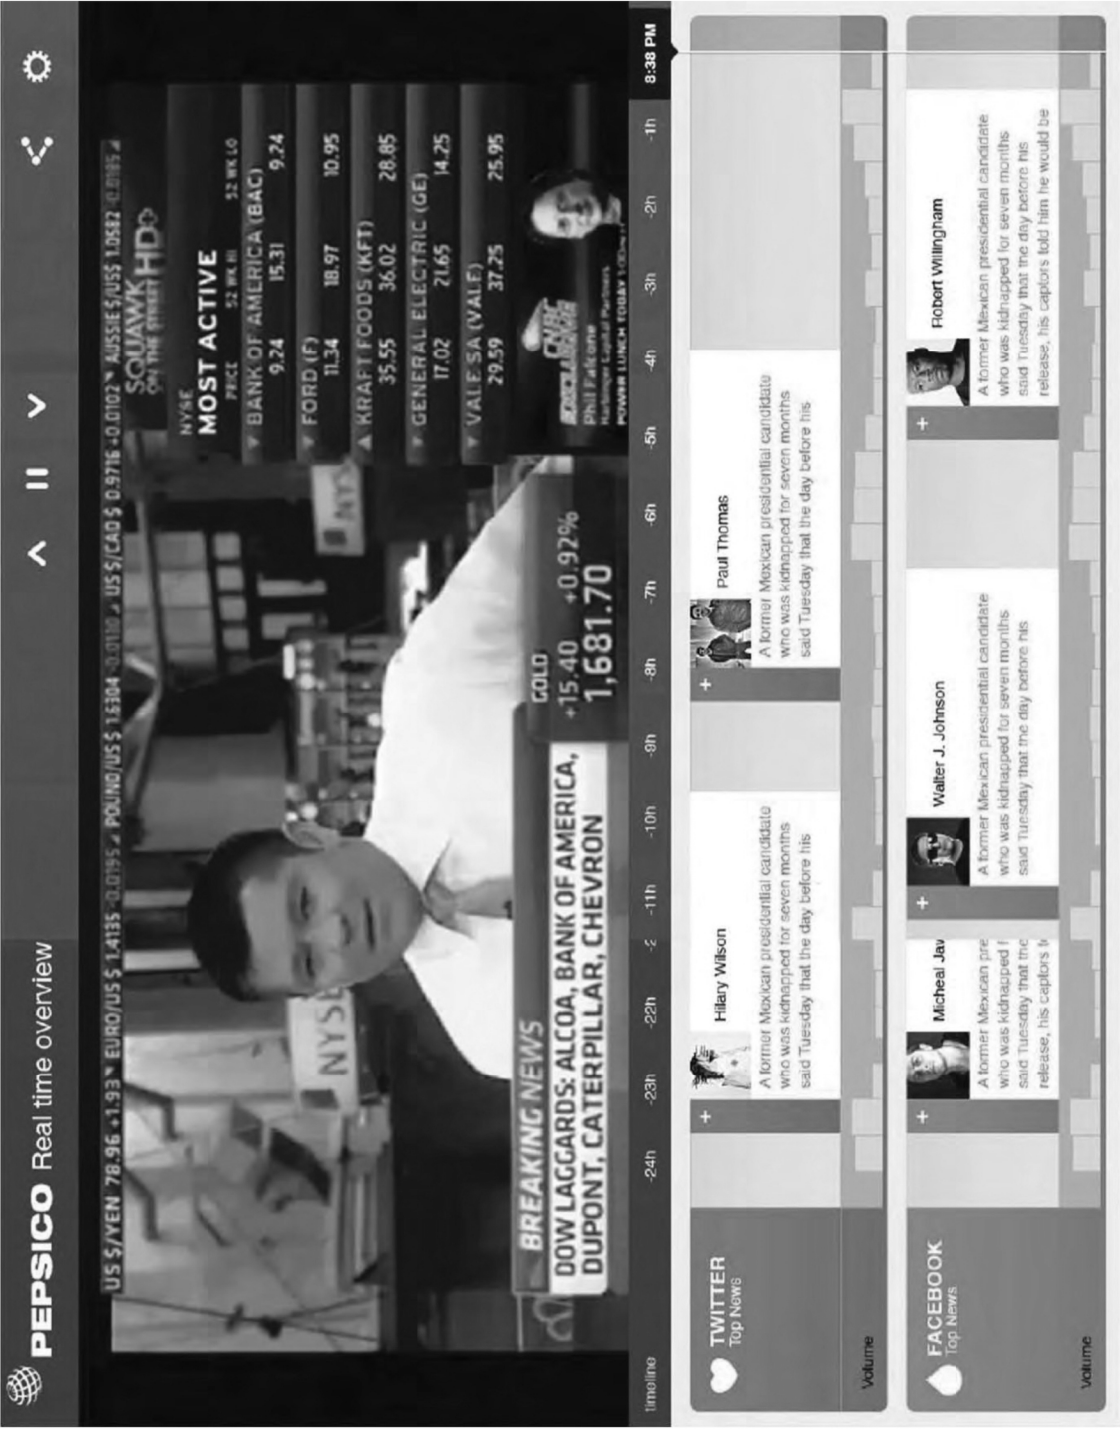 PEPSICO Real time overview
US $/YEN 78.96 +1.93 EURO/US $ 1.4135 -0.0195 POUND/US $ 1.6304 -0.0110 US $/CAD $ 0.9716 +0.0102 AUSSIE $/US$ 1.0582 -0.0195
SQUAWK
ON THE STREET HD
NYSE
MOST ACTIVE
PRICE 52 WK HI 52 WK LO
BANK OF AMERICA (BAC)
9.24 15.31 9.24
FORD (F)
11.34 18.97 10.95
KRAFT FOODS (KFT)
35.55 36.02 28.85
GENERAL ELECTRIC (GE)
17.02 21.65 14.25
VALE SA (VALE)
29.59 37.25 25.95
CNBC
EXCLUSIVE
Phil Falcone
Harbinger Capital Partners
POWER LUNCH TODAY
NYSE
NYS
GOLD
+15.40 +0.92%
1,681.70
BREAKING NEWS
DOW LAGGARDS: ALCOA, BANK OF AMERICA,
DUPONT, CATERPILLAR, CHEVRON
timeline -24h -23h -22h -2 -11h -10h -9h -8h -7h -6h -5h -4h -3h -2h -1h 8:38 PM
TWITTER
Top News
Volume
+
Hilary Wilson
A former Mexican presidential candidate
who was kidnapped for seven months
said Tuesday that the day before his
+
Paul Thomas
A former Mexican presidential candidate
who was kidnapped for seven months
said Tuesday that the day before his
FACEBOOK
Top News
Volume
+
Micheal Jav
A former Mexican pre
who was kidnapped f
said Tuesday that the
release, his captors t
+
Walter J. Johnson
A former Mexican presidential candidate
who was kidnapped for seven months
said Tuesday that the day before his
+
Robert Willingham
A former Mexican presidential candidate
who was kidnapped for seven months
said Tuesday that the day before his
release, his captors told him he would be